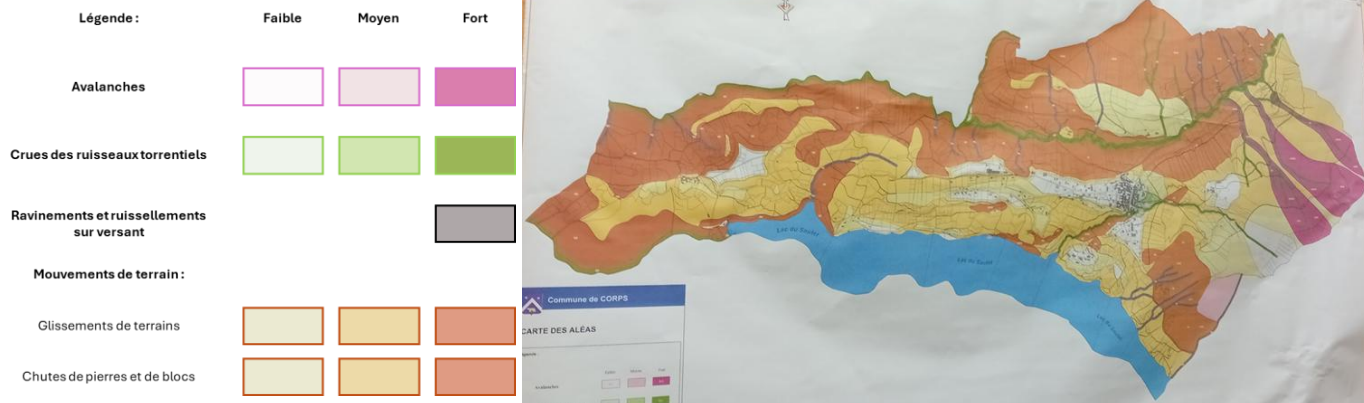 Légende :
Faible
Moyen
Fort
Avalanches
Crues des ruisseaux torrentiels
Ravinements et ruissellements
sur versant
Mouvements de terrain :
Glissements de terrains
Chutes de pierres et de blocs
Lac du Sautet
Lac du Sautet
Commune de CORPS
CARTE DES ALÉAS
Avalanches